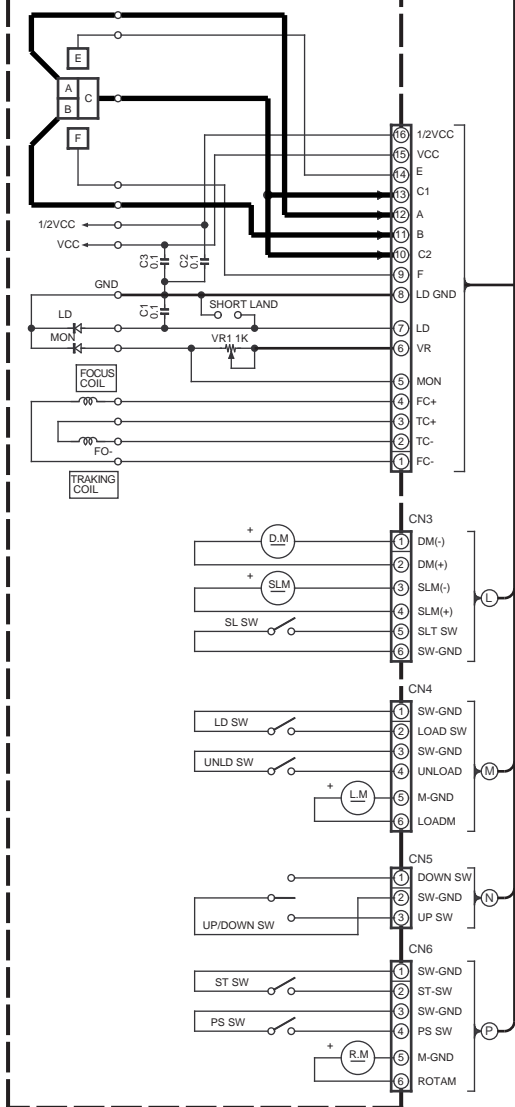 E
A
C
B
F
16 1/2VCC
15 VCC
14 E
13 C1
12 A
11 B
10 C2
9 F
8 LD GND
7 LD
6 VR
5 MON
4 FC+
3 TC+
2 TC-
1 FC-
1/2VCC
VCC
C3 0.1
C2 0.1
GND
C1 0.1
SHORT LAND
LD
MON
VR1 1K
FOCUS
COIL
FO-
TRAKING
COIL
CN3
+ D.M
1 DM(-)
2 DM(+)
+ SLM
3 SLM(-)
4 SLM(+)
SL SW
5 SLT SW
6 SW-GND
L
CN4
1 SW-GND
LD SW
2 LOAD SW
3 SW-GND
UNLD SW
4 UNLOAD
+ L.M
5 M-GND
6 LOADM
M
CN5
1 DOWN SW
2 SW-GND
3 UP SW
UP/DOWN SW
N
CN6
1 SW-GND
ST SW
2 ST-SW
3 SW-GND
PS SW
4 PS SW
+ R.M
5 M-GND
6 ROTAM
P